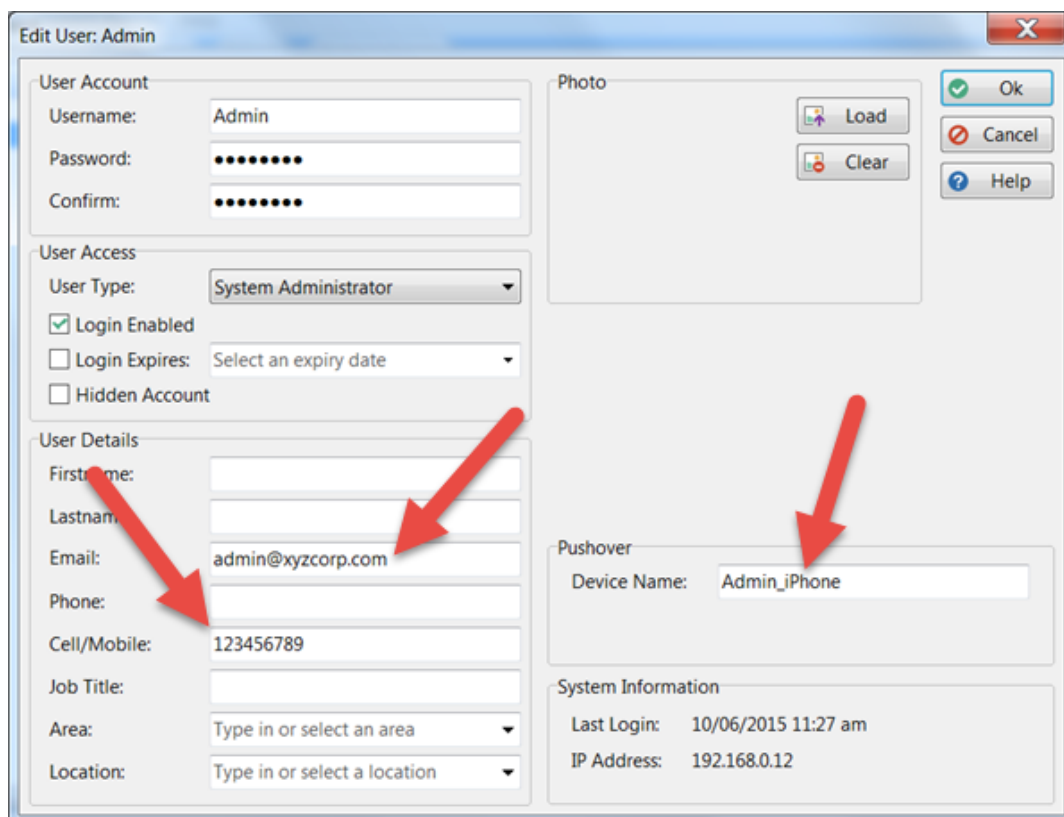 Edit User: Admin
User Account
Username: Admin
Password: ••••••••
Confirm: ••••••••
User Access
User Type: System Administrator
Login Enabled
Login Expires: Select an expiry date
Hidden Account
User Details
Email: admin@xyzcorp.com
Phone:
Cell/Mobile: 123456789
Job Title:
Area: Type in or select an area
Location: Type in or select a location
Photo
Load
Clear
Ok
Cancel
Help
Pushover
Device Name: Admin_iPhone
System Information
Last Login: 10/06/2015 11:27 am
IP Address: 192.168.0.12